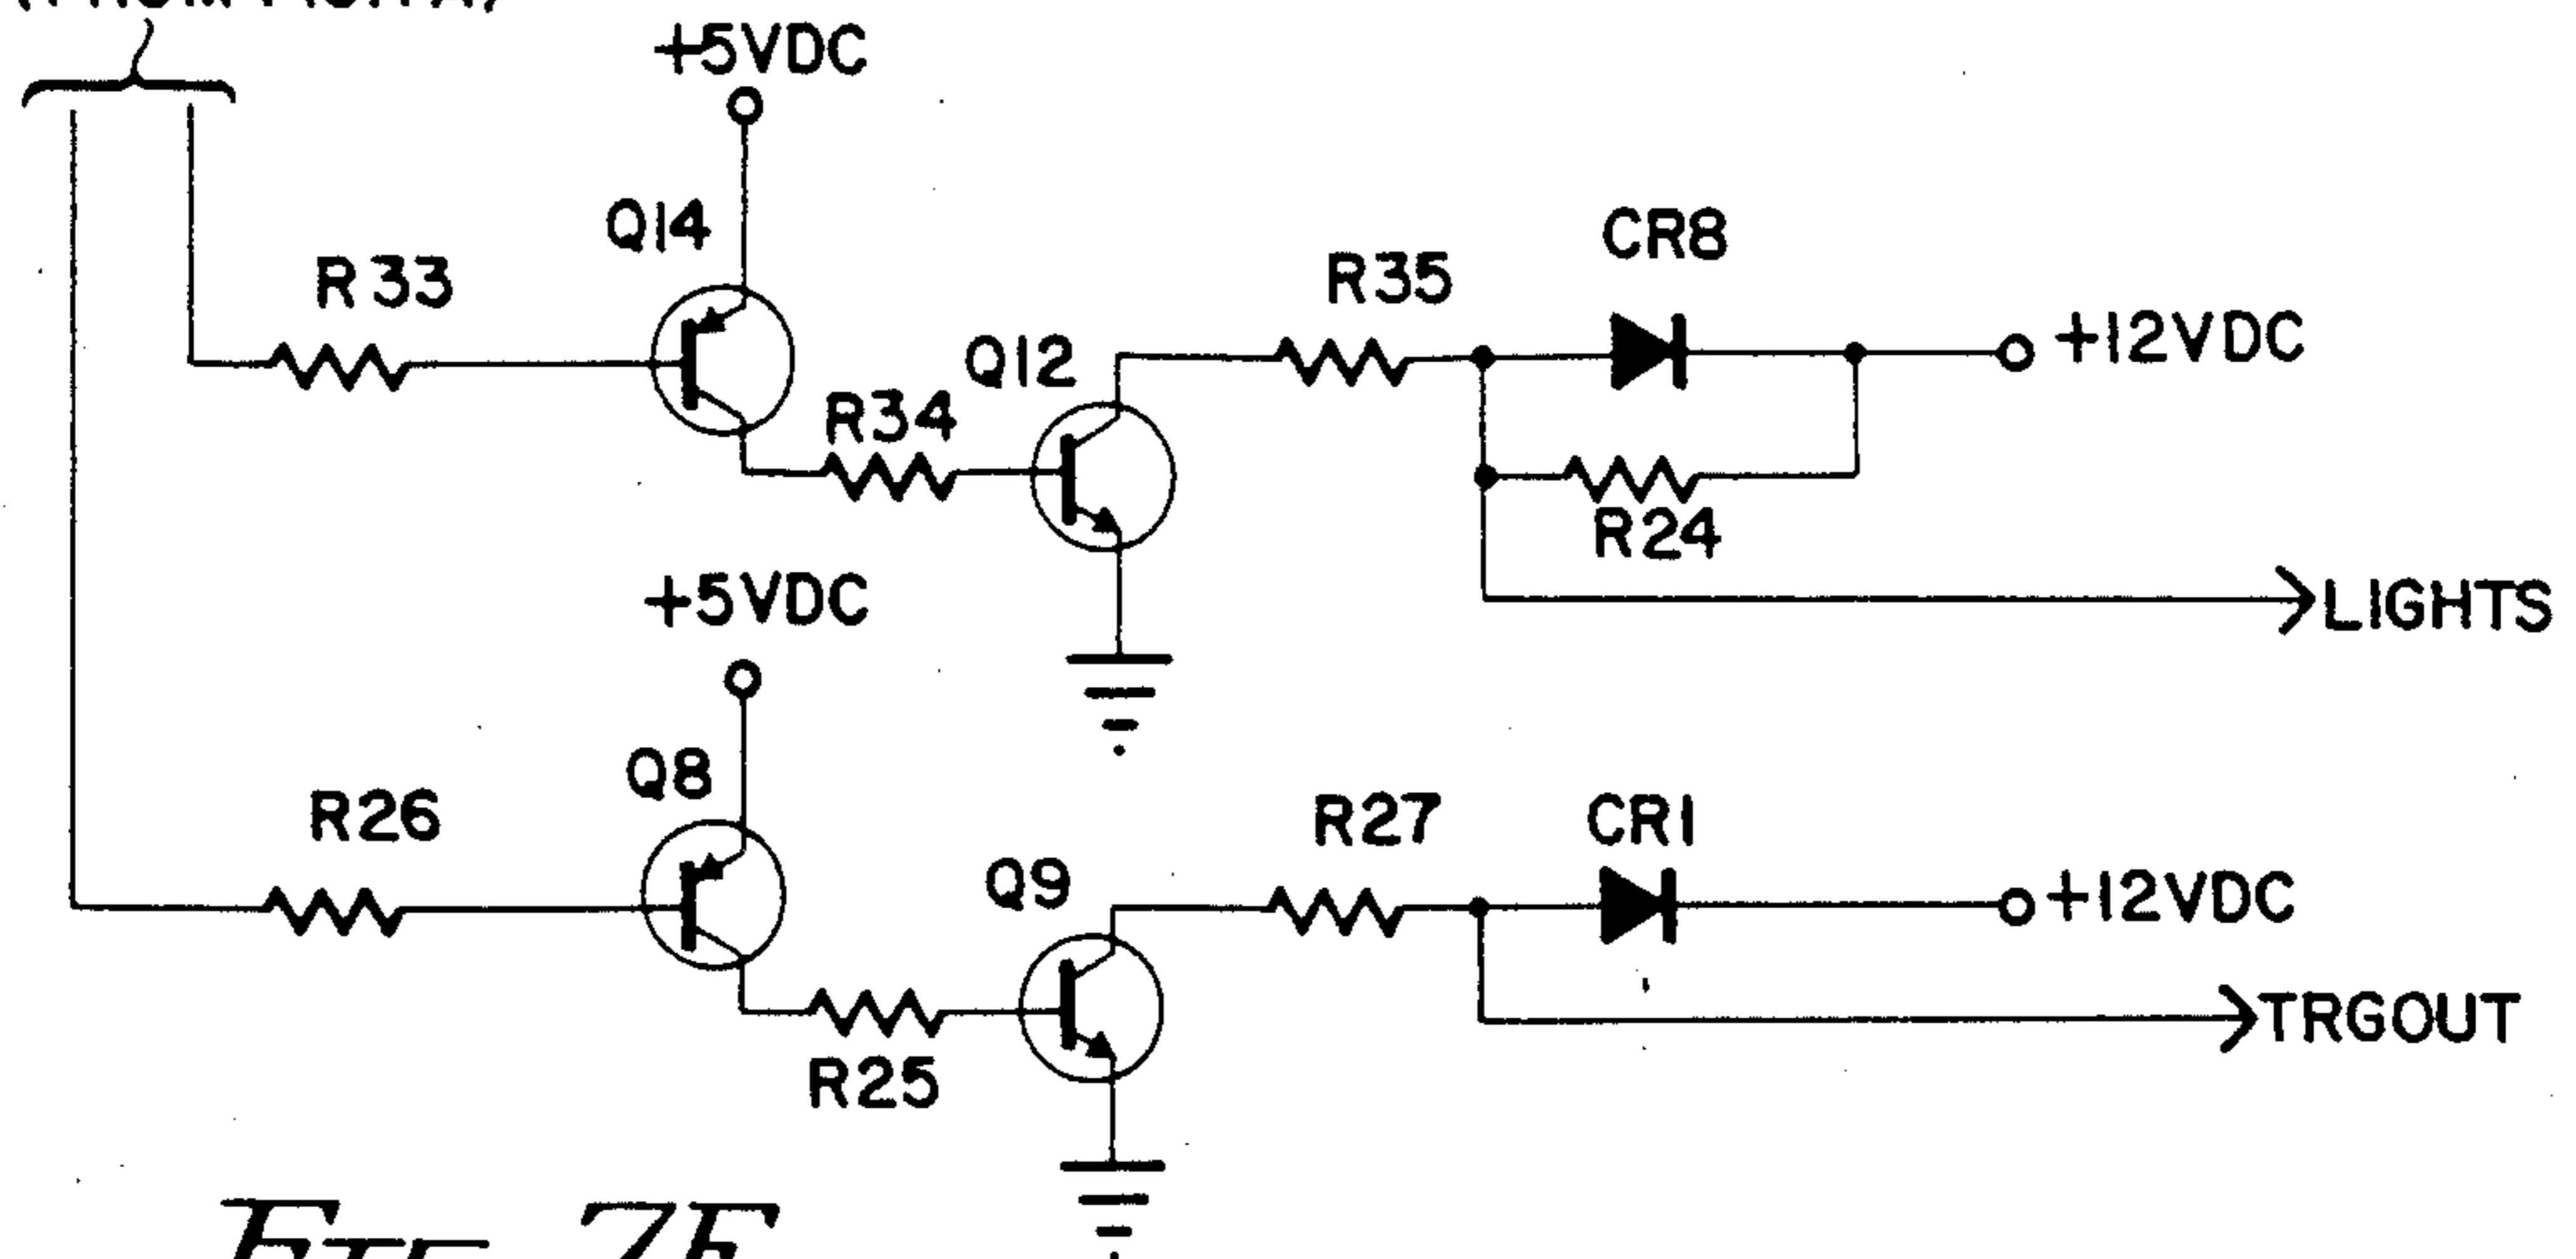 +5VDC
Q14
R33
CR8
R35
Q12
+12VDC
R34
R24
+5VDC
LIGHTS
Q8
R26
R27
CR1
Q9
+12VDC
TRGOUT
R25